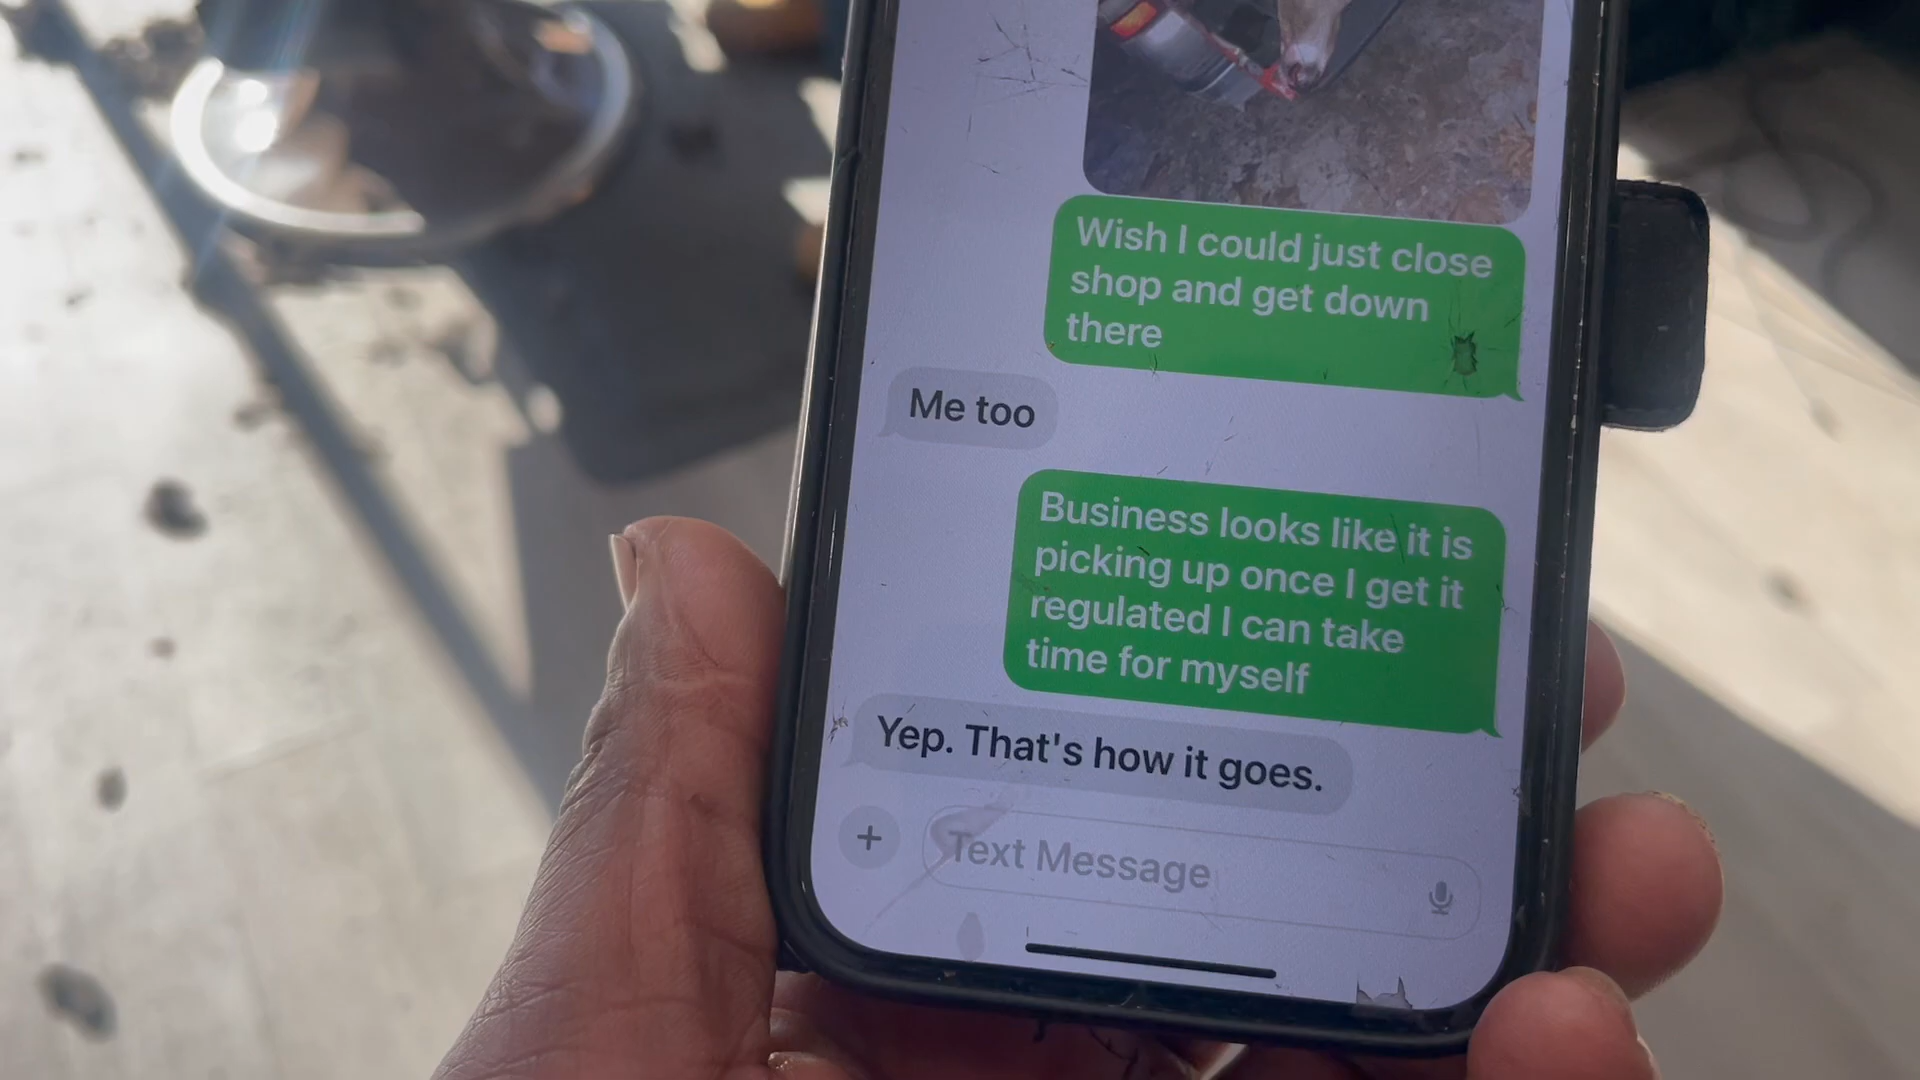 Wish I could just close
shop and get down
there
Me too
Business looks like it is
picking up once I get it
regulated I can take
time for myself
Yep. That's how it goes.
Text Message